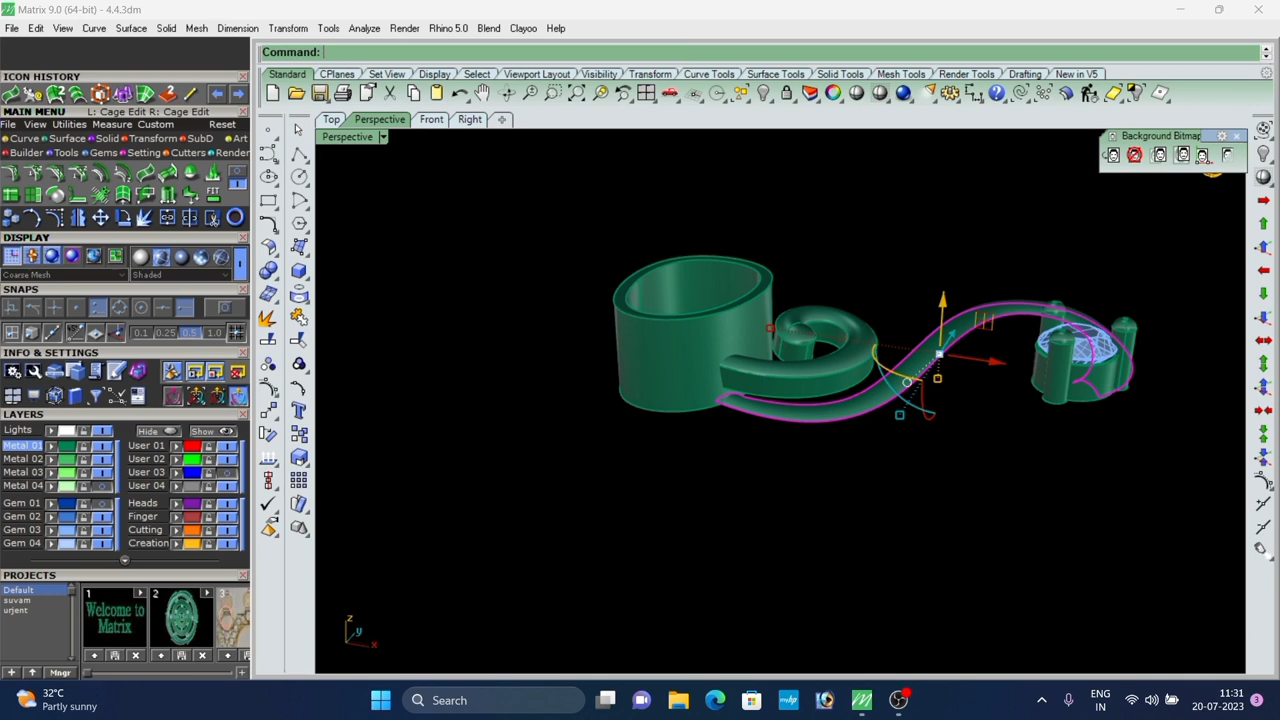 Matrix 9.0 (64-bit) - 4.4.3dm
File Edit View Curve Surface Solid Mesh Dimension Transform Tools Analyze Render Rhino 5.0 Blend Clayoo Help
Command:
ICON HISTORY
Standard CPlanes Set View Display Select Viewport Layout Visibility Transform Curve Tools Surface Tools Solid Tools Mesh Tools Render Tools Drafting New in V5
MAIN MENU L: Cage Edit R: Cage Edit
File View Utilities Measure Custom Reset
Curve Surface Solid Transform SubD Art
Builder Tools Gems Setting Cutters Render
Top Perspective Front Right
Perspective
Background Bitmap
FIT
DISPLAY
Coarse Mesh Shaded
SNAPS
0.1 0.25 0.5 1.0
INFO & SETTINGS
LAYERS
Lights Hide Show
Metal 01 User 01
Metal 02 User 02
Metal 03 User 03
Metal 04 User 04
Gem 01 Heads
Gem 02 Finger
Gem 03 Cutting
Gem 04 Creation
PROJECTS
Default
suvam
urjent
1 2 3
Welcome to
Matrix
Mngr
z
y
x
32°C
Partly sunny
Search
ENG
IN
11:31
20-07-2023
3